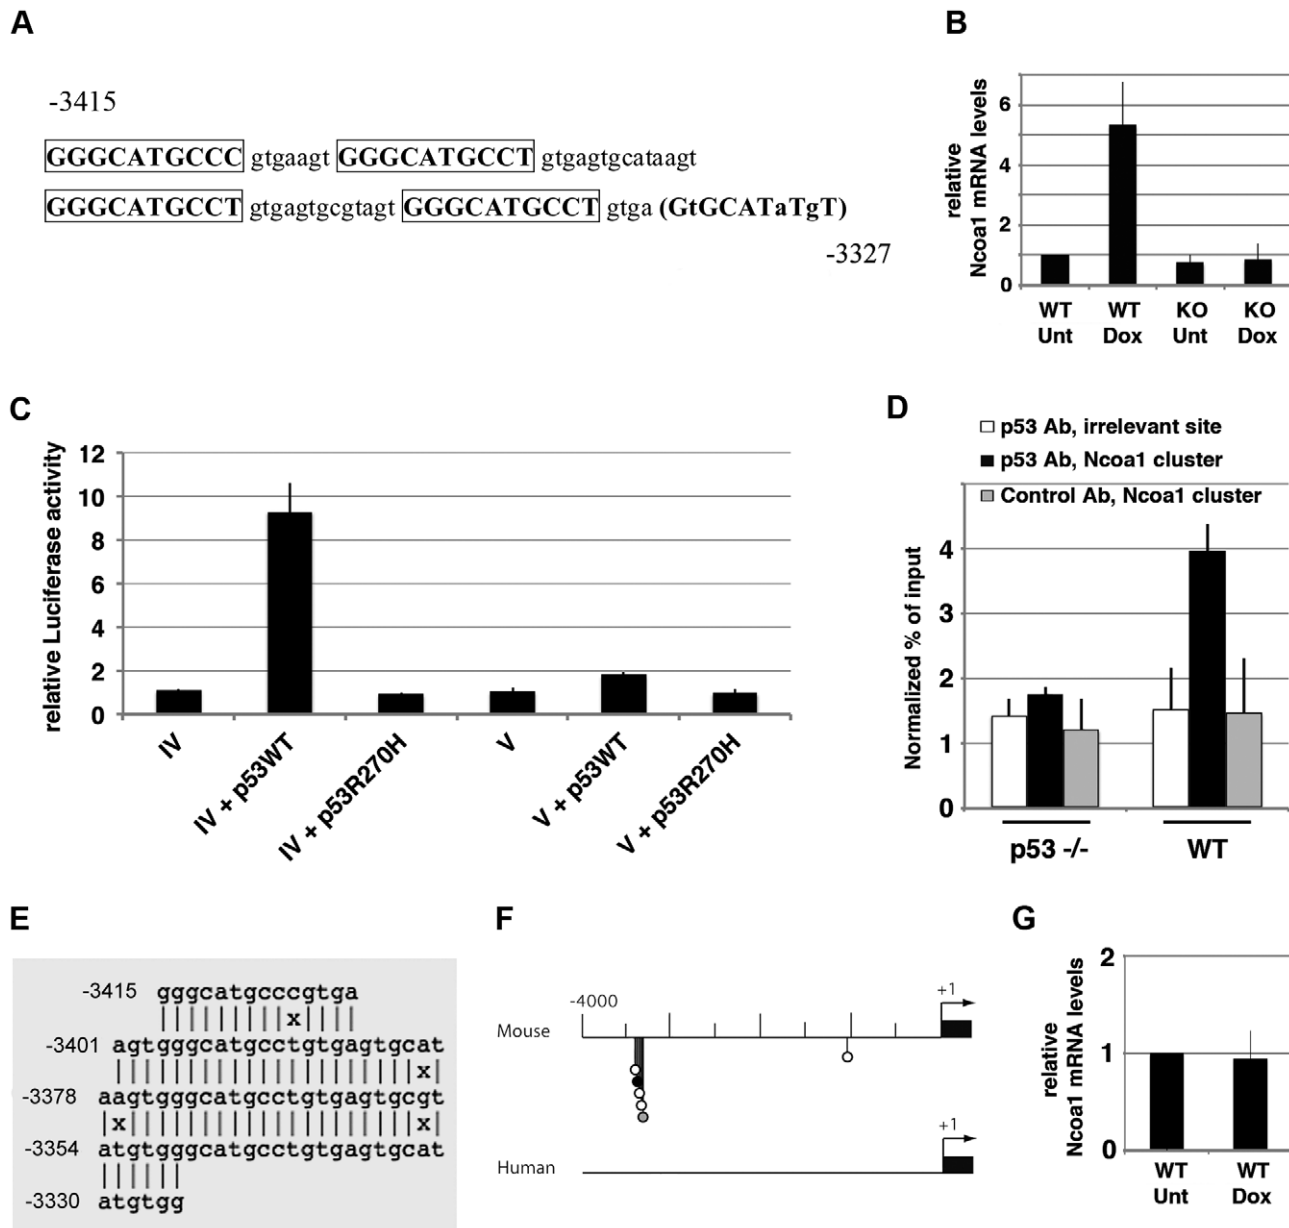 A
-3415
GGGCATGCCC gtgaagt GGGCATGCCT gtgagtgcataagt
GGGCATGCCT gtgagtgcgtagt GGGCATGCCT gtga (GtGCATaTgT)
-3327
B
relative
Ncoa1 mRNA levels
6
4
2
0
WT WT KO KO
Unt Dox Unt Dox
C
relative Luciferase activity
12
10
8
6
4
2
0
IV
IV + p53WT
IV + p53R270H
V
V + p53WT
V + p53R270H
D
p53 Ab, irrelevant site
p53 Ab, Ncoa1 cluster
Control Ab, Ncoa1 cluster
Normalized % of input
4
3
2
1
0
p53 -/- WT
E
-3415 gggcatgcccgtga
x
-3401 agtgggcatgcctgtgagtgcat
x
-3378 aagtgggcatgcctgtgagtgcgt
x x
-3354 atgtgggcatgcctgtgagtgcat
-3330 atgtgg
F
-4000 +1
Mouse
+1
Human
G
relative
Ncoa1 mRNA levels
2
1
0
WT WT
Unt Dox